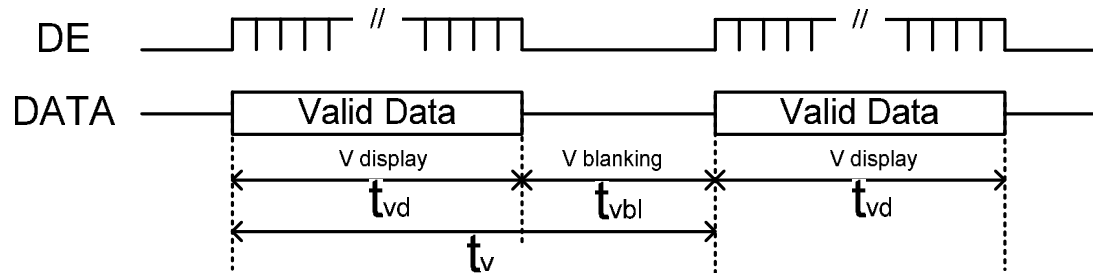 DE // //
DATA Valid Data Valid Data
V display V blanking V display
tvd tvbl tvd
tv